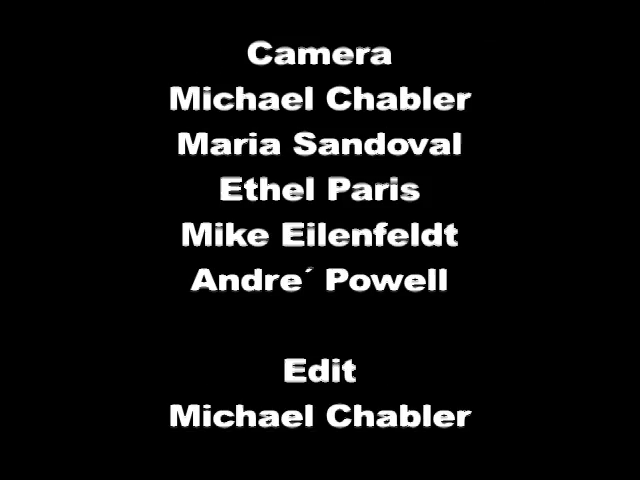 Camera
Michael Chabler
Maria Sandoval
Ethel Paris
Mike Eilenfeldt
Andre´ Powell
Edit
Michael Chabler